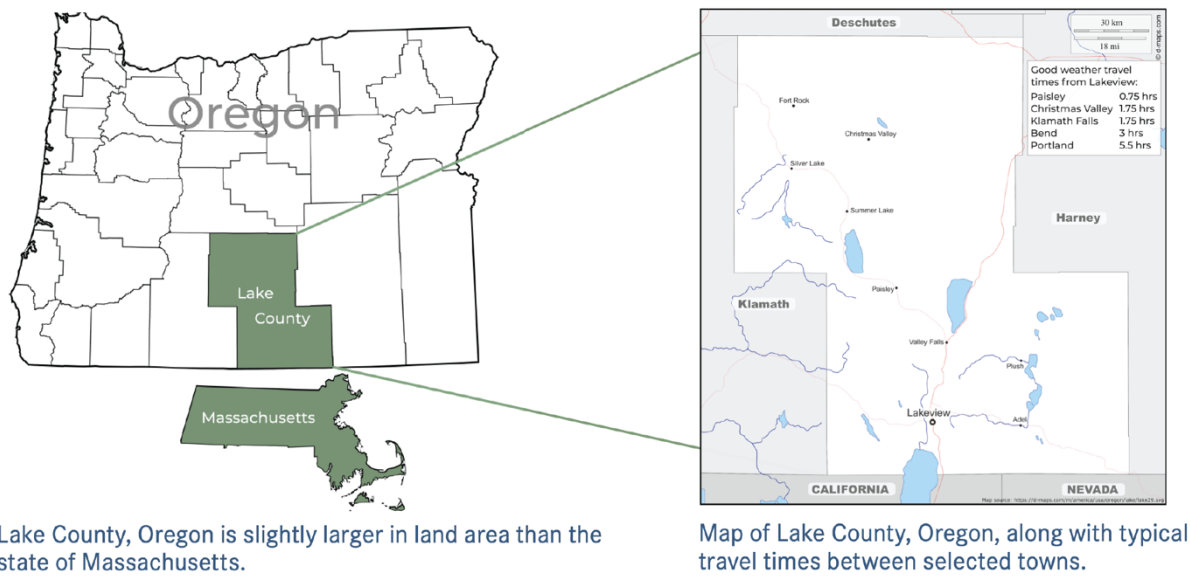 Oregon
Lake
County
Massachusetts
Lake County, Oregon is slightly larger in land area than the
state of Massachusetts.
Deschutes
30 km
18 mi
© d-maps.com
Good weather travel
times from Lakeview:
Paisley 0.75 hrs
Christmas Valley 1.75 hrs
Klamath Falls 1.75 hrs
Bend 3 hrs
Portland 5.5 hrs
Fort Rock
Christmas Valley
Silver Lake
Summer Lake
Harney
Paisley
Klamath
Valley Falls
Plush
Lakeview
Adel
CALIFORNIA
NEVADA
Map source:
Map of Lake County, Oregon, along with typical
travel times between selected towns.